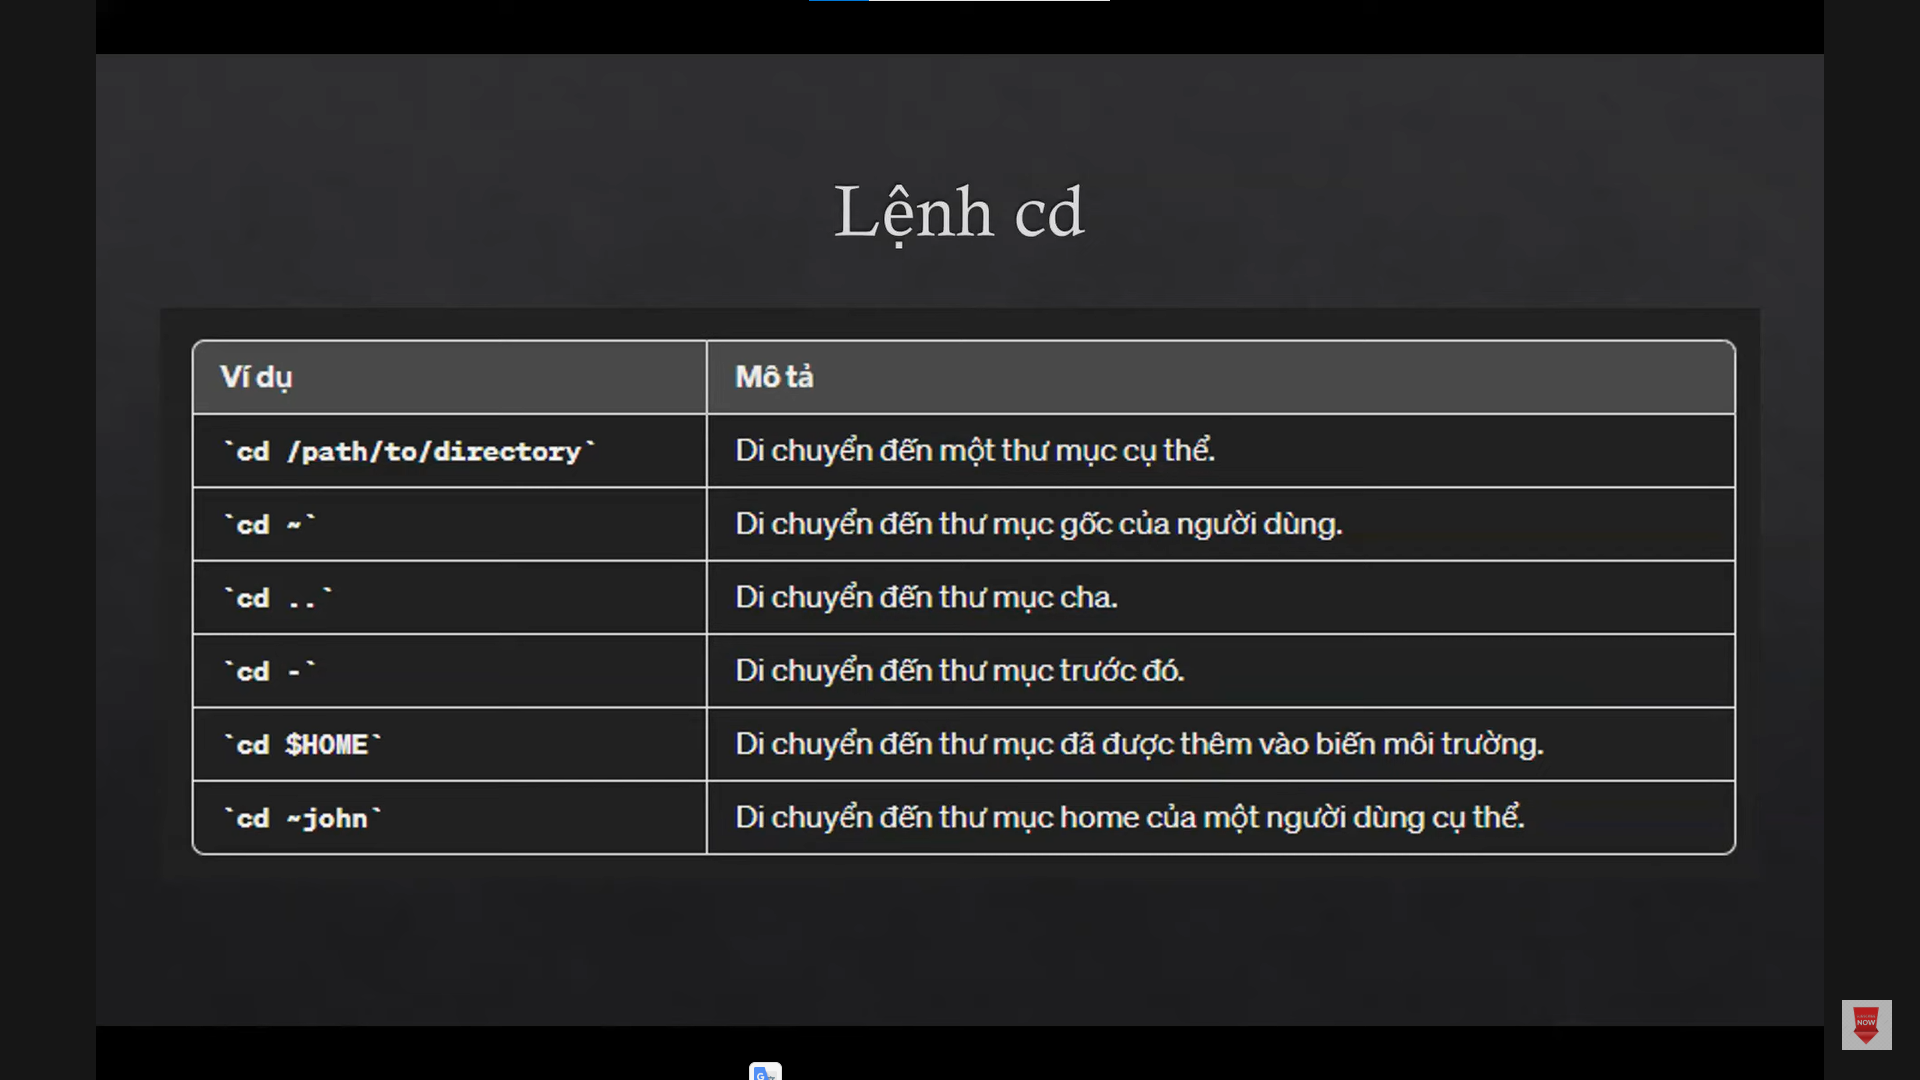 Lệnh cd
Ví dụ
Mô tả
`cd /path/to/directory`
Di chuyển đến một thư mục cụ thể.
`cd ~`
Di chuyển đến thư mục gốc của người dùng.
`cd ..`
Di chuyển đến thư mục cha.
`cd -`
Di chuyển đến thư mục trước đó.
`cd $HOME`
Di chuyển đến thư mục đã được thêm vào biến môi trường.
`cd ~john`
Di chuyển đến thư mục home của một người dùng cụ thể.
NOW